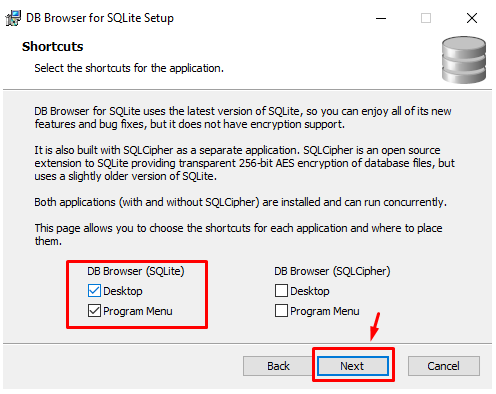 DB Browser for SQLite Setup
Shortcuts
Select the shortcuts for the application.
DB Browser for SQLite uses the latest version of SQLite, so you can enjoy all of its new
features and bug fixes, but it does not have encryption support.
It is also built with SQLCipher as a separate application. SQLCipher is an open source
extension to SQLite providing transparent 256-bit AES encryption of database files, but
uses a slightly older version of SQLite.
Both applications (with and without SQLCipher) are installed and can run concurrently.
This page allows you to choose the shortcuts for each application and where to place
them.
DB Browser (SQLite)
Desktop
Program Menu
DB Browser (SQLCipher)
Desktop
Program Menu
Back
Next
Cancel